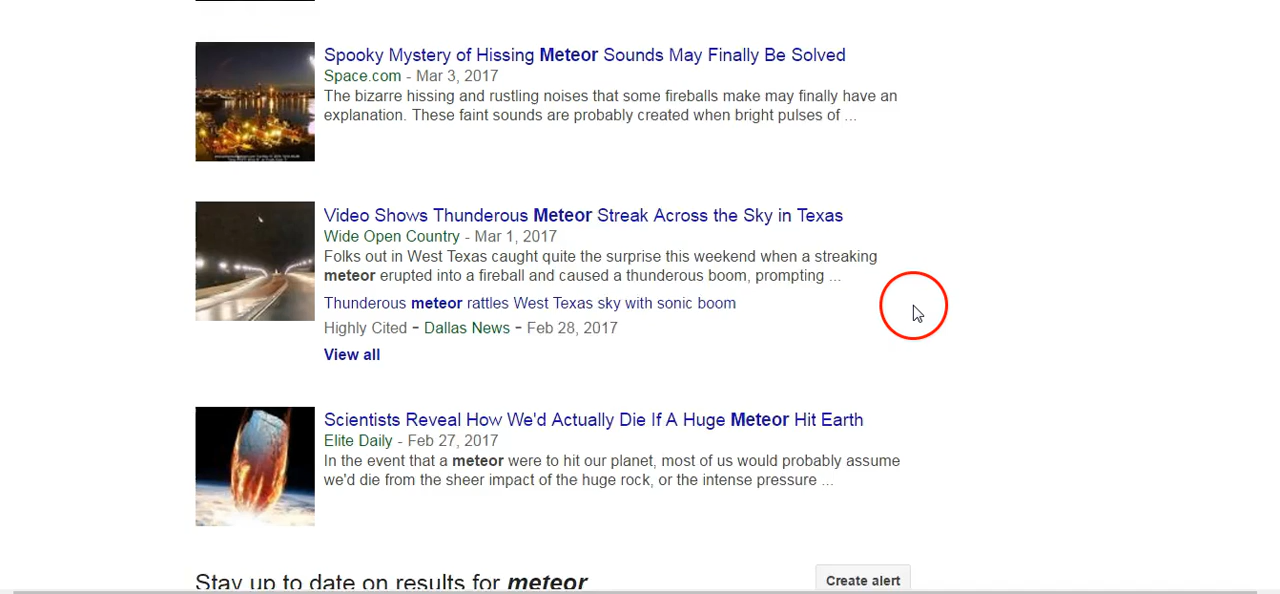 Spooky Mystery of Hissing Meteor Sounds May Finally Be Solved
Space.com - Mar 3, 2017
The bizarre hissing and rustling noises that some fireballs make may finally have an
explanation. These faint sounds are probably created when bright pulses of ...
Video Shows Thunderous Meteor Streak Across the Sky in Texas
Wide Open Country - Mar 1, 2017
Folks out in West Texas caught quite the surprise this weekend when a streaking
meteor erupted into a fireball and caused a thunderous boom, prompting ...
Thunderous meteor rattles West Texas sky with sonic boom
Highly Cited - Dallas News - Feb 28, 2017
View all
Scientists Reveal How We'd Actually Die If A Huge Meteor Hit Earth
Elite Daily - Feb 27, 2017
In the event that a meteor were to hit our planet, most of us would probably assume
we'd die from the sheer impact of the huge rock, or the intense pressure ...
Stay up to date on results for meteor
Create alert